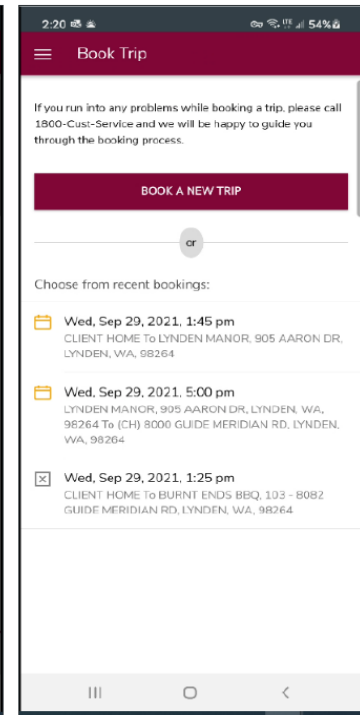 2:20 54%
Book Trip
If you run into any problems while booking a trip, please call
1800-Cust-Service and we will be happy to guide you
through the booking process.
BOOK A NEW TRIP
or
Choose from recent bookings:
Wed, Sep 29, 2021, 1:45 pm
CLIENT HOME To LYNDEN MANOR, 905 AARON DR,
LYNDEN, WA, 98264
Wed, Sep 29, 2021, 5:00 pm
LYNDEN MANOR, 905 AARON DR, LYNDEN, WA,
98264 To (CH) 8000 GUIDE MERIDIAN RD, LYNDEN,
WA, 98264
Wed, Sep 29, 2021, 1:25 pm
CLIENT HOME To BURNT ENDS BBQ, 103 - 8082
GUIDE MERIDIAN RD, LYNDEN, WA, 98264